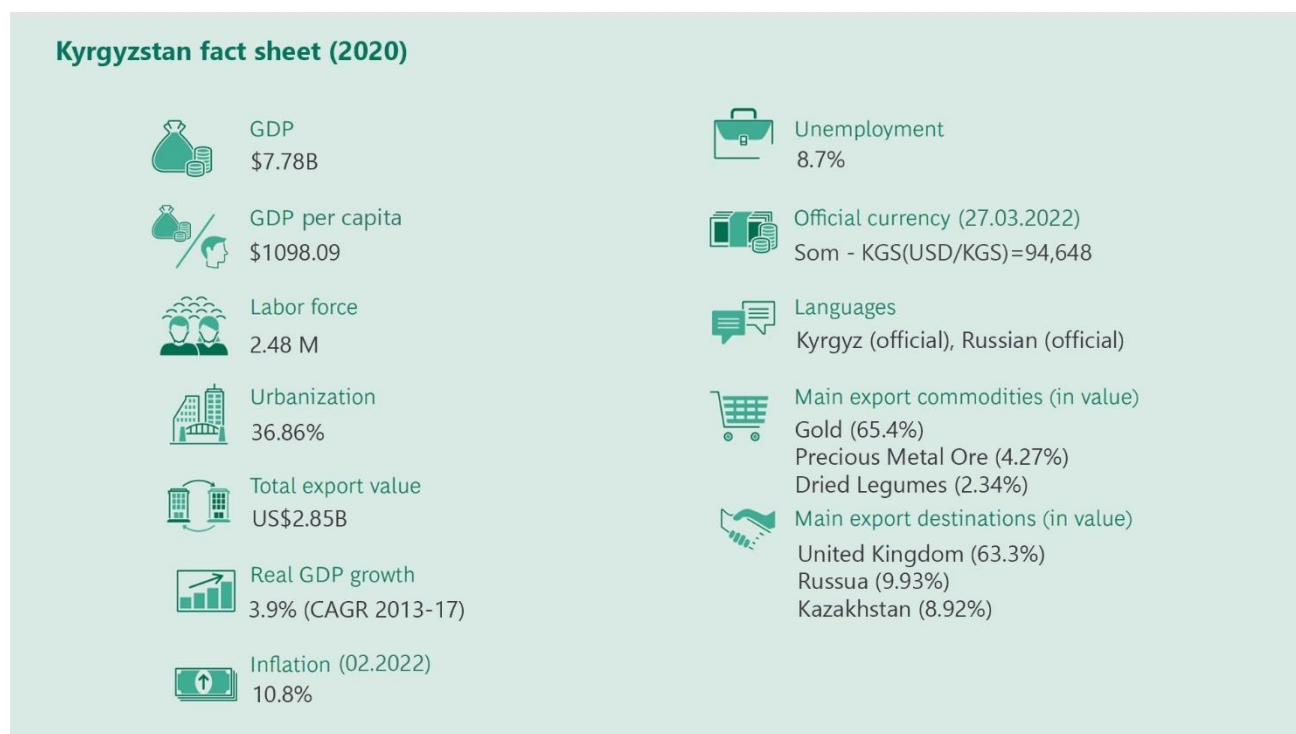 Kyrgyzstan fact sheet (2020)
GDP
$7.78B
GDP per capita
$1098.09
Labor force
2.48 M
Urbanization
36.86%
Total export value
US$2.85B
Real GDP growth
3.9% (CAGR 2013-17)
Inflation (02.2022)
10.8%
Unemployment
8.7%
Official currency (27.03.2022)
Som - KGS(USD/KGS)=94,648
Languages
Kyrgyz (official), Russian (official)
Main export commodities (in value)
Gold (65.4%)
Precious Metal Ore (4.27%)
Dried Legumes (2.34%)
Main export destinations (in value)
United Kingdom (63.3%)
Russua (9.93%)
Kazakhstan (8.92%)